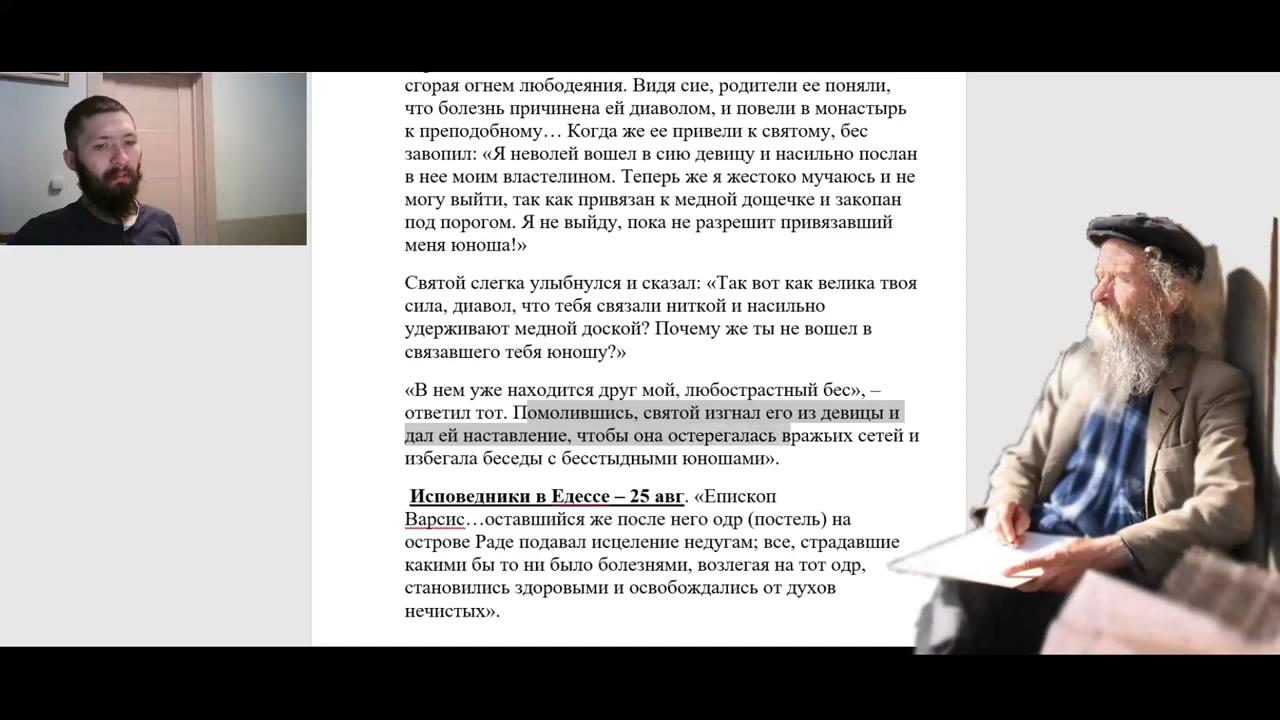 сгорая огнем любодеяния. Видя сие, родители ее поняли,
что болезнь причинена ей диаволом, и повели в монастырь
к преподобному… Когда же ее привели к святому, бес
завопил: «Я неволей вошел в сию девицу и насильно послан
в нее моим властелином. Теперь же я жестоко мучаюсь и не
могу выйти, так как привязан к медной дощечке и закопан
под порогом. Я не выйду, пока не разрешит привязавший
меня юноша!»
Святой слегка улыбнулся и сказал: «Так вот как велика твоя
сила, диавол, что тебя связали ниткой и насильно
удерживают медной доской? Почему же ты не вошел в
связавшего тебя юношу?»
«В нем уже находится друг мой, любострастный бес», –
ответил тот. Помолившись, святой изгнал его из девицы и
дал ей наставление, чтобы она остерегалась вражьих сетей и
избегала беседы с бесстыдными юношами».
Исповедники в Едессе – 25 авг. «Епископ
Варсис…оставшийся же после него одр (постель) на
острове Раде подавал исцеление недугам; все, страдавшие
какими бы то ни было болезнями, возлегая на тот одр,
становились здоровыми и освобождались от духов
нечистых».